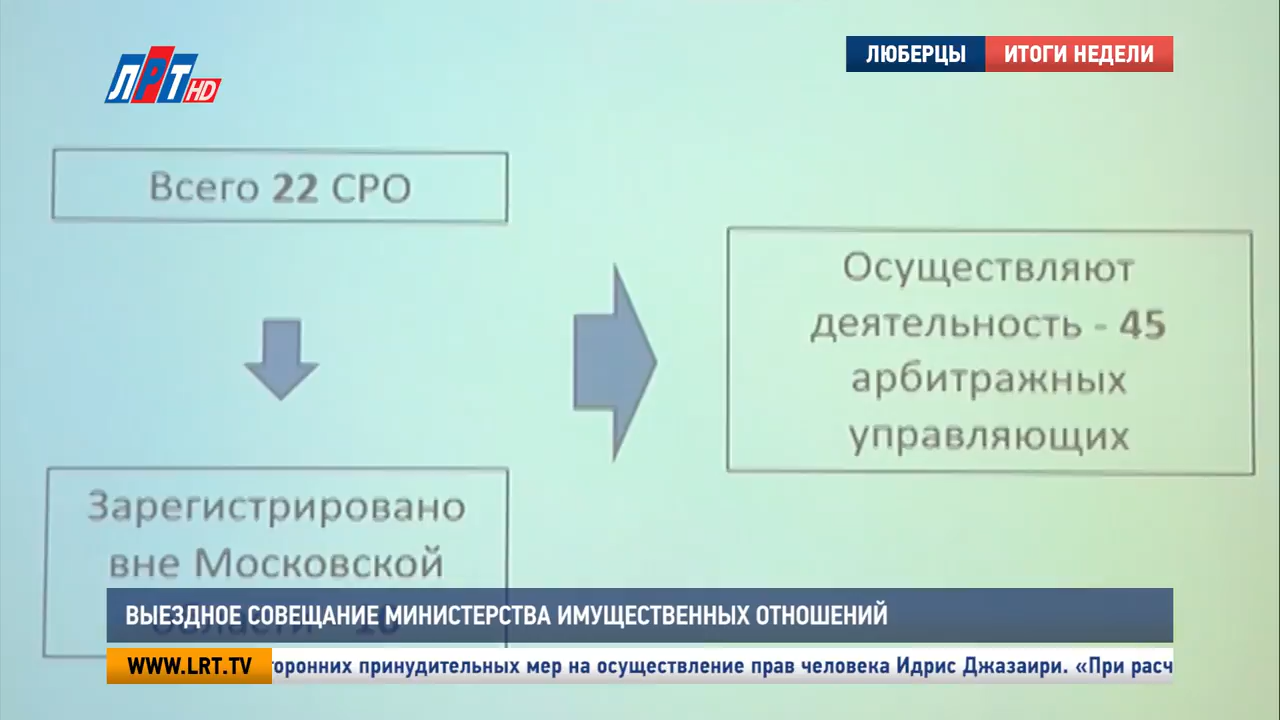 ЛРТ HD
ЛЮБЕРЦЫ ИТОГИ НЕДЕЛИ
Всего 22 СРО
Осуществляют
деятельность - 45
арбитражных
управляющих
Зарегистрировано
вне Московской
ВЫЕЗДНОЕ СОВЕЩАНИЕ МИНИСТЕРСТВА ИМУЩЕСТВЕННЫХ ОТНОШЕНИЙ
WWW.LRT.TV торонних принудительных мер на осуществление прав человека Идрис Джазаири. «При расч